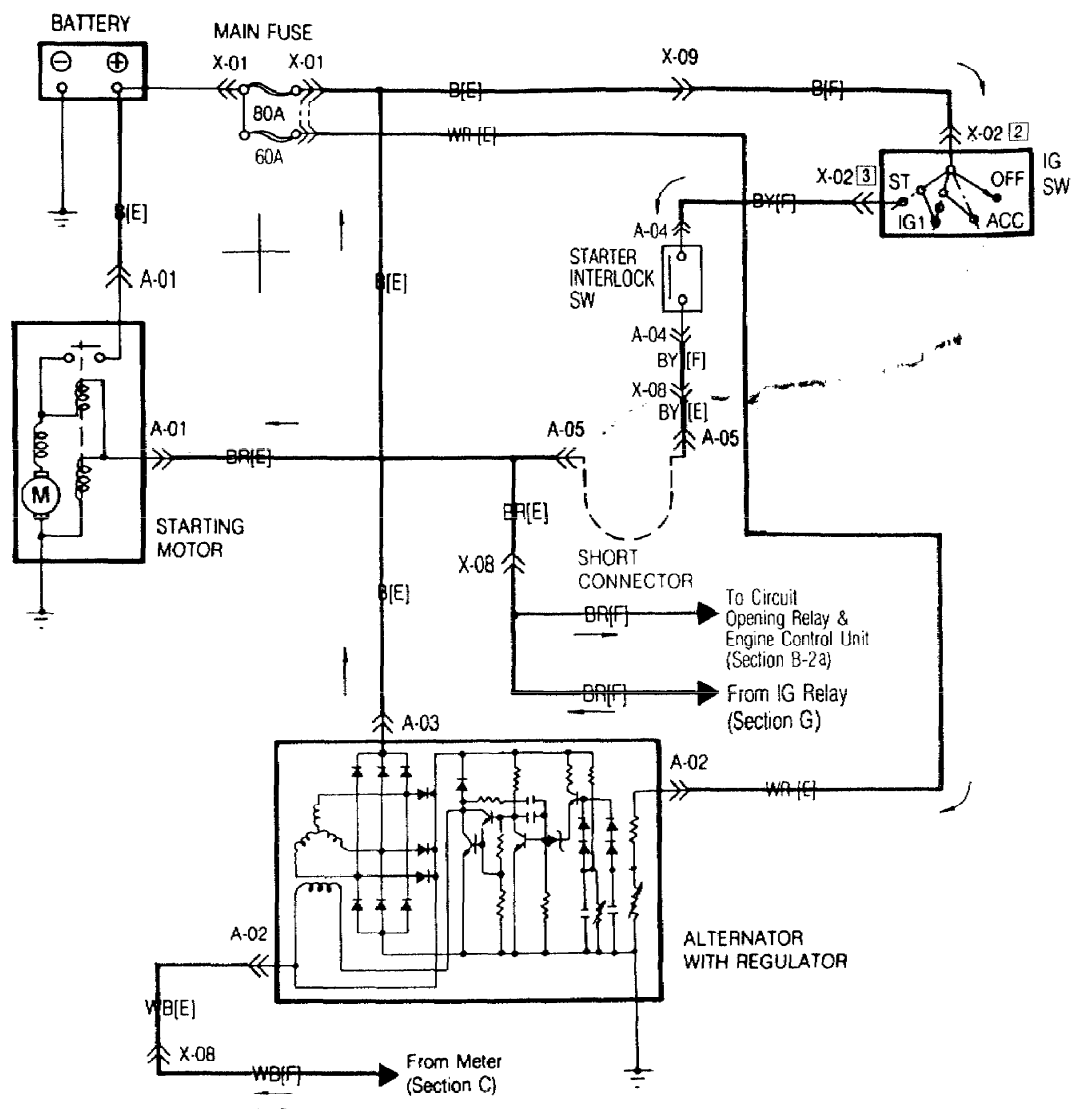 BATTERY
MAIN FUSE
X-01
X-01
X-09
80A
B[E]
B[F]
60A
WR[E]
X-02 2
X-02 3
IG
SW
ST
OFF
IG1
ACC
BY[F]
B[E]
A-04
STARTER
INTERLOCK
SW
A-01
B[E]
A-04
BY [F]
X-08
BY [E]
A-01
A-05
A-05
BR[E]
M
BR[E]
STARTING
MOTOR
X-08
SHORT
CONNECTOR
B[E]
BR[F]
To Circuit
Opening Relay &
Engine Control Unit
(Section B-2a)
BR[F]
From IG Relay
(Section G)
A-03
A-02
WR[E]
A-02
ALTERNATOR
WITH REGULATOR
WB[E]
X-08
WB[F]
From Meter
(Section C)